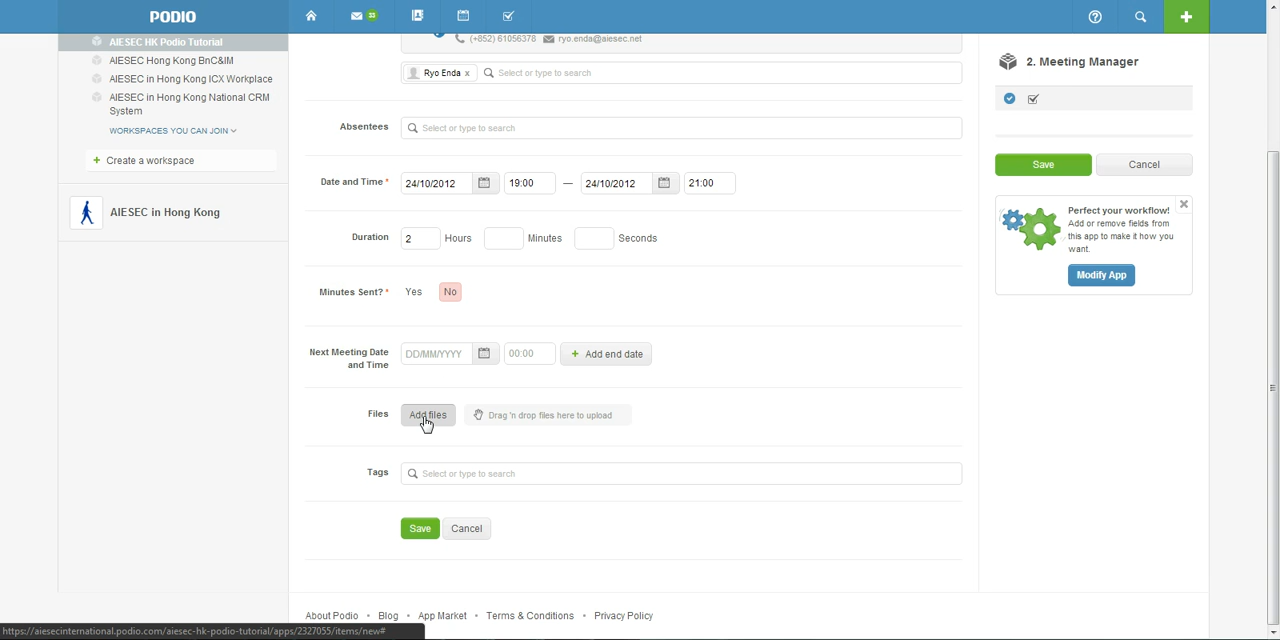 PODIO
33
AIESEC HK Podio Tutorial
AIESEC Hong Kong BnC&IM
AIESEC in Hong Kong ICX Workplace
AIESEC in Hong Kong National CRM
System
WORKSPACES YOU CAN JOIN
+ Create a workspace
AIESEC in Hong Kong
(+852) 61056378 ryo.enda@aiesec.net
Ryo Enda x Select or type to search
Absentees Select or type to search
Date and Time * 24/10/2012 19:00 — 24/10/2012 21:00
Duration 2 Hours Minutes Seconds
Minutes Sent? * Yes No
Next Meeting Date
and Time
DD/MM/YYYY 00:00 + Add end date
Files Add files Drag 'n drop files here to upload
Tags Select or type to search
Save Cancel
2. Meeting Manager
Save Cancel
Perfect your workflow!
Add or remove fields from
this app to make it how you
want.
Modify App
About Podio • Blog • App Market • Terms & Conditions • Privacy Policy
https://aiesecinternational.podio.com/aiesec-hk-podio-tutorial/apps/2327055/items/new#